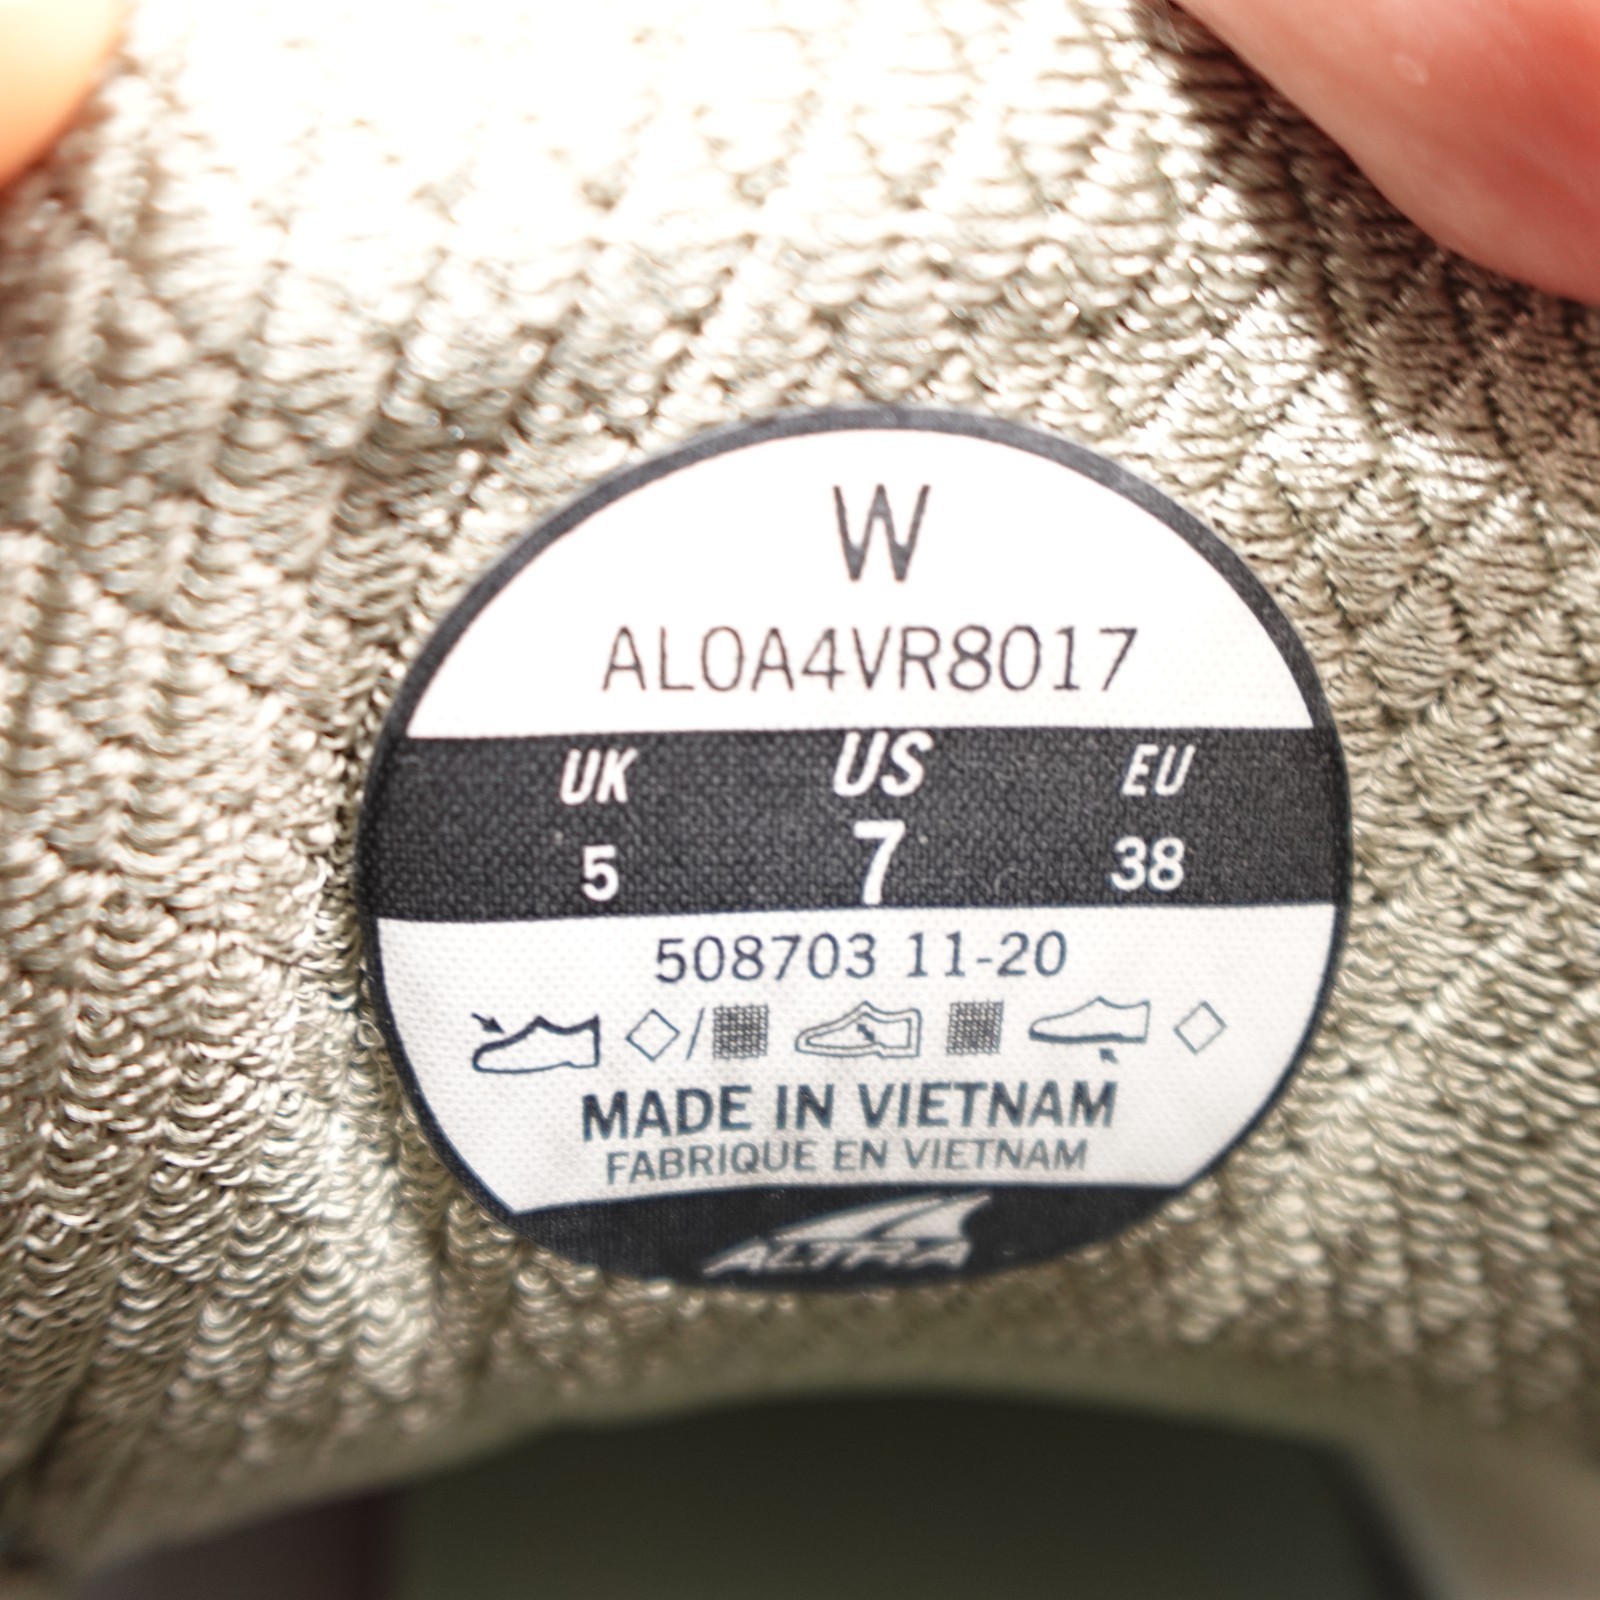 W
AL0A4VR8017
UK US EU
5 7 38
508703 11-20
MADE IN VIETNAM
FABRIQUE EN VIETNAM
ALTRA